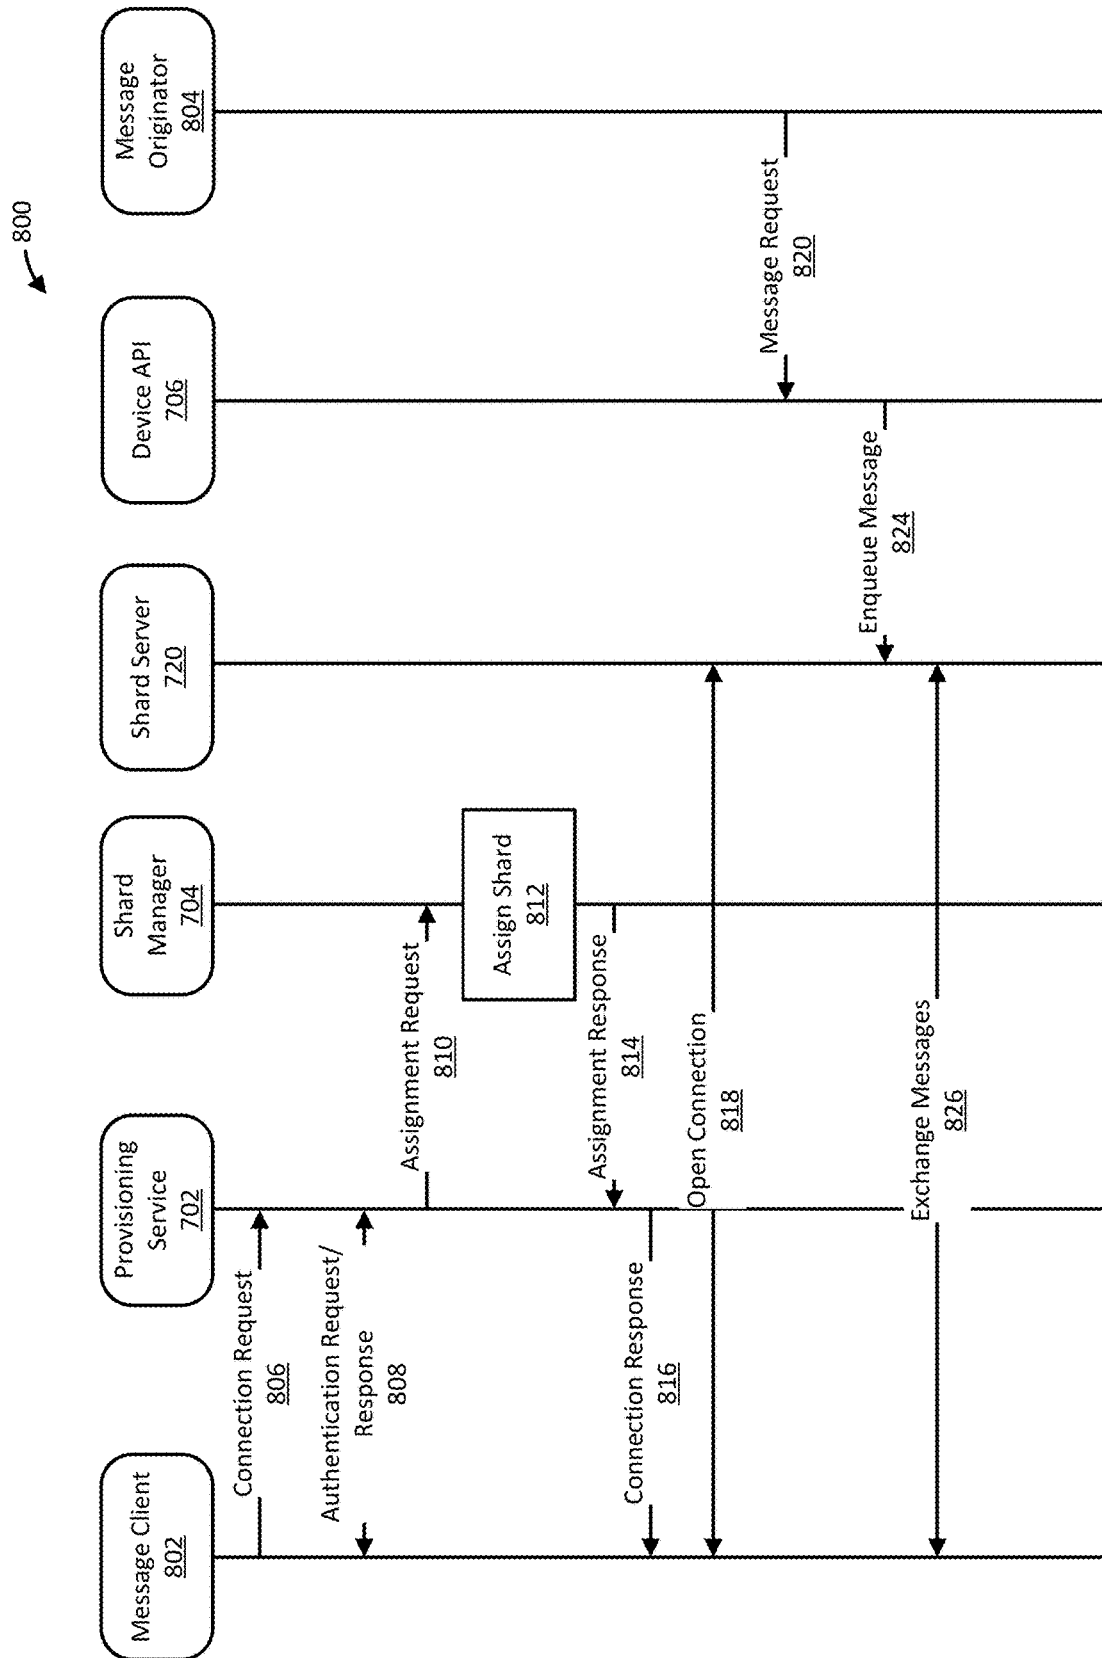 800
Message Client
802
Provisioning
Service
702
Shard
Manager
704
Shard Server
720
Device API
706
Message
Originator
804
Connection Request
806
Authentication Request/
Response
808
Assignment Request
810
Assign Shard
812
Assignment Response
814
Connection Response
816
Open Connection
818
Message Request
820
Enqueue Message
824
Exchange Messages
826